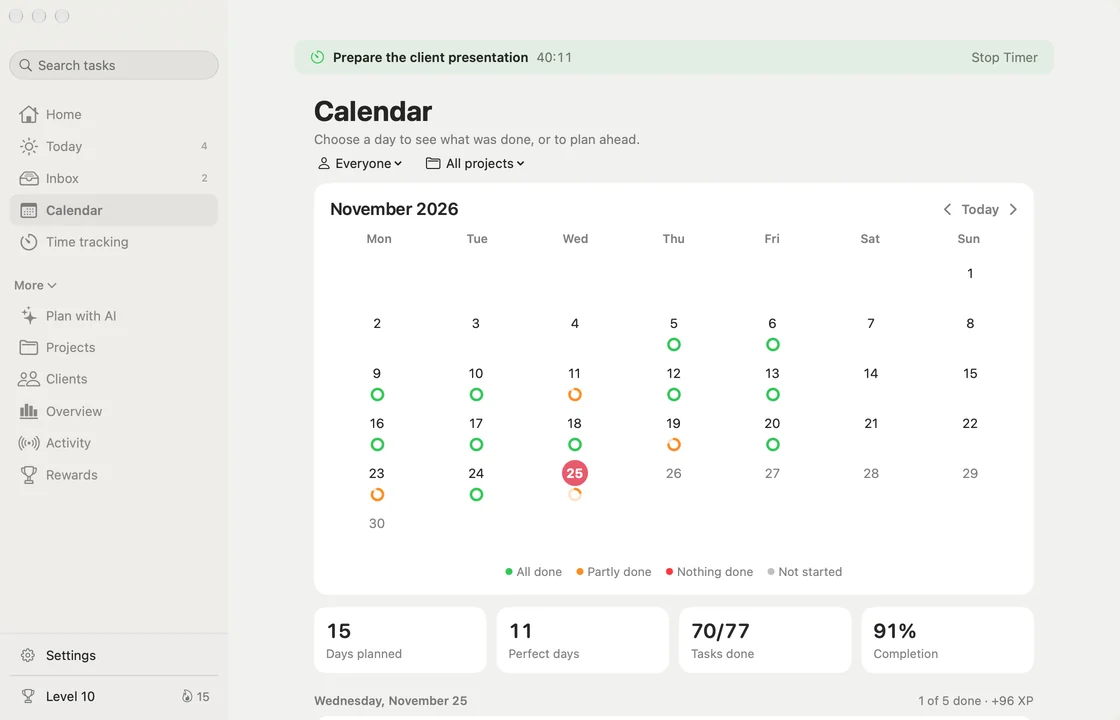 Search tasks
Home
Today 4
Inbox 2
Calendar
Time tracking
More
Plan with AI
Projects
Clients
Overview
Activity
Rewards
Settings
Level 10 15
Prepare the client presentation 40:11 Stop Timer
Calendar
Choose a day to see what was done, or to plan ahead.
Everyone All projects
November 2026 Today
Mon Tue Wed Thu Fri Sat Sun
1
2 3 4 5 6 7 8
9 10 11 12 13 14 15
16 17 18 19 20 21 22
23 24 25 26 27 28 29
30
All done Partly done Nothing done Not started
15 11 70/77 91%
Days planned Perfect days Tasks done Completion
Wednesday, November 25 1 of 5 done · +96 XP